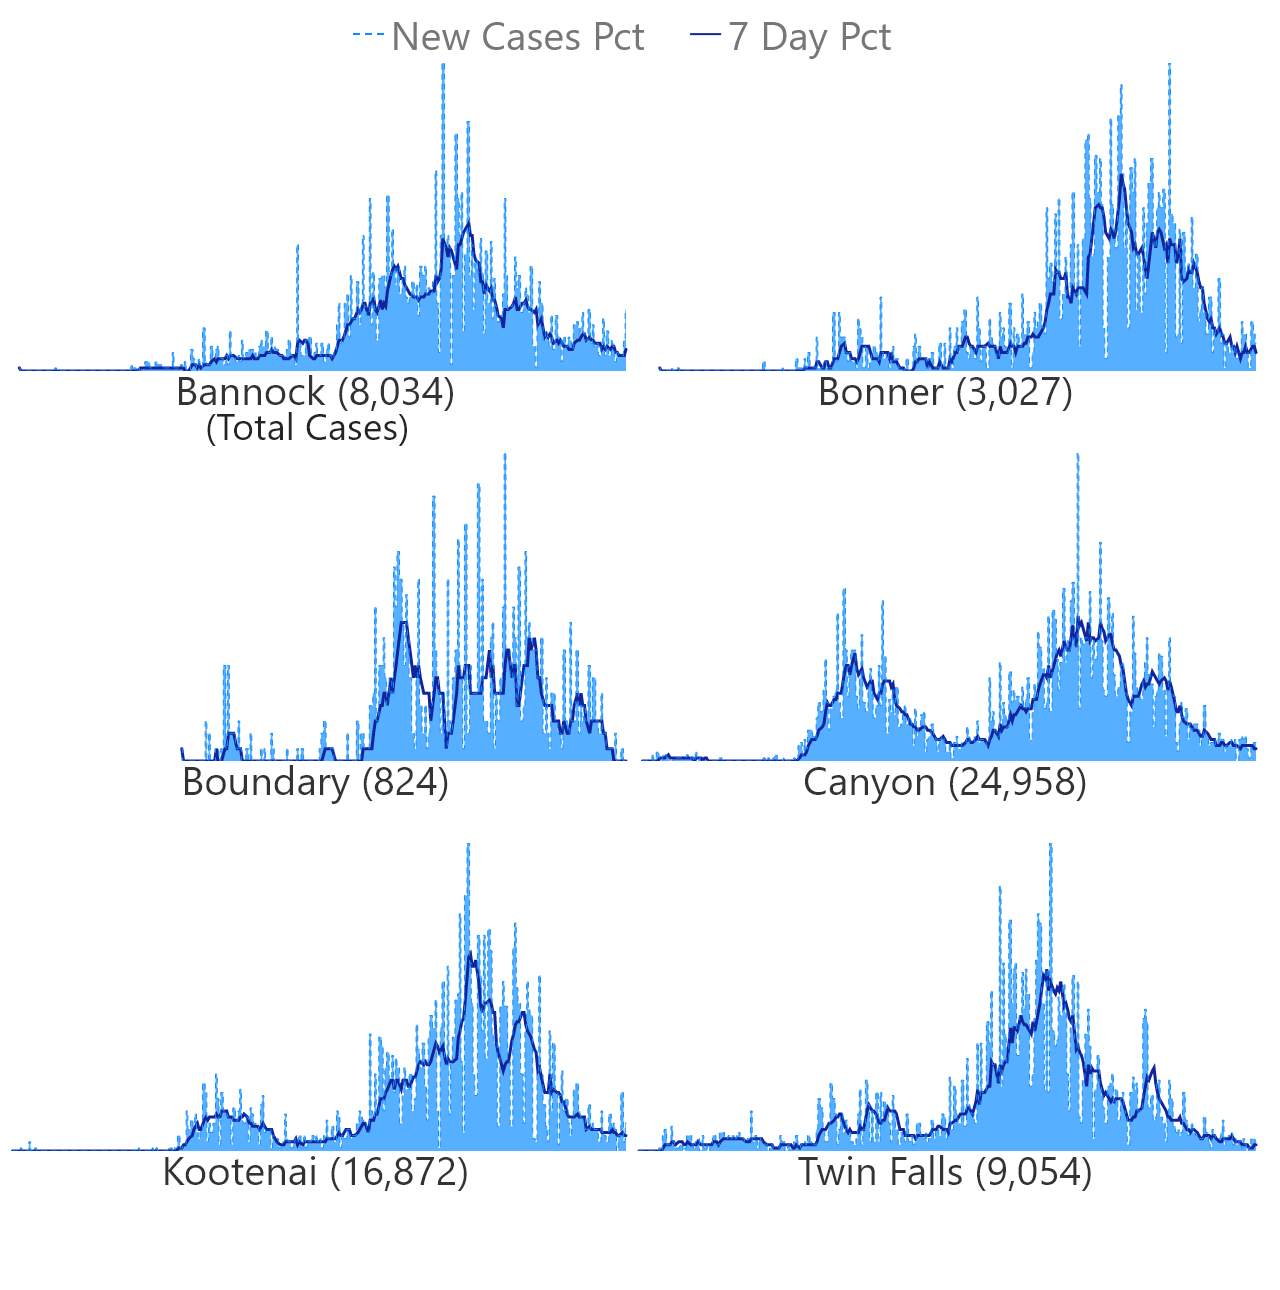 New Cases Pct 7 Day Pct
Bannock (8,034) Bonner (3,027)
(Total Cases)
Boundary (824) Canyon (24,958)
Kootenai (16,872) Twin Falls (9,054)